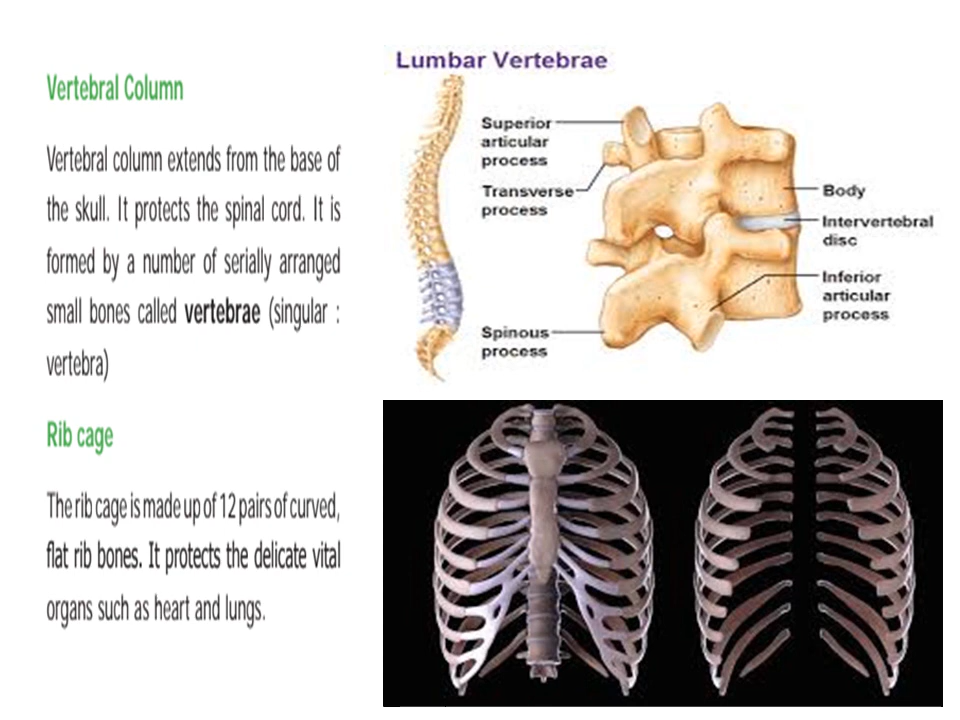 Vertebral Column
Vertebral column extends from the base of
the skull. It protects the spinal cord. It is
formed by a number of serially arranged
small bones called vertebrae (singular :
vertebra)
Rib cage
The rib cage is made up of 12 pairs of curved,
flat rib bones. It protects the delicate vital
organs such as heart and lungs.
Lumbar Vertebrae
Superior
articular
process
Transverse
process
Spinous
process
Body
Intervertebral
disc
Inferior
articular
process